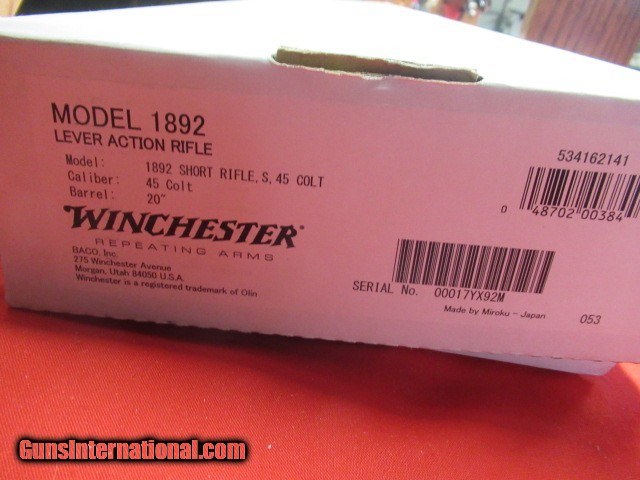 MODEL 1892
LEVER ACTION RIFLE
Model: 1892 SHORT RIFLE,S,45 COLT
Caliber: 45 Colt
Barrel: 20"
WINCHESTER®
REPEATING ARMS
BACO, Inc.
275 Winchester Avenue
Morgan, Utah 84050 U.S.A.
Winchester is a registered trademark of Olin
534162141
0 48702 00384
SERIAL No. 00017YX92M
Made by Miroku - Japan
053
GunsInternational.com